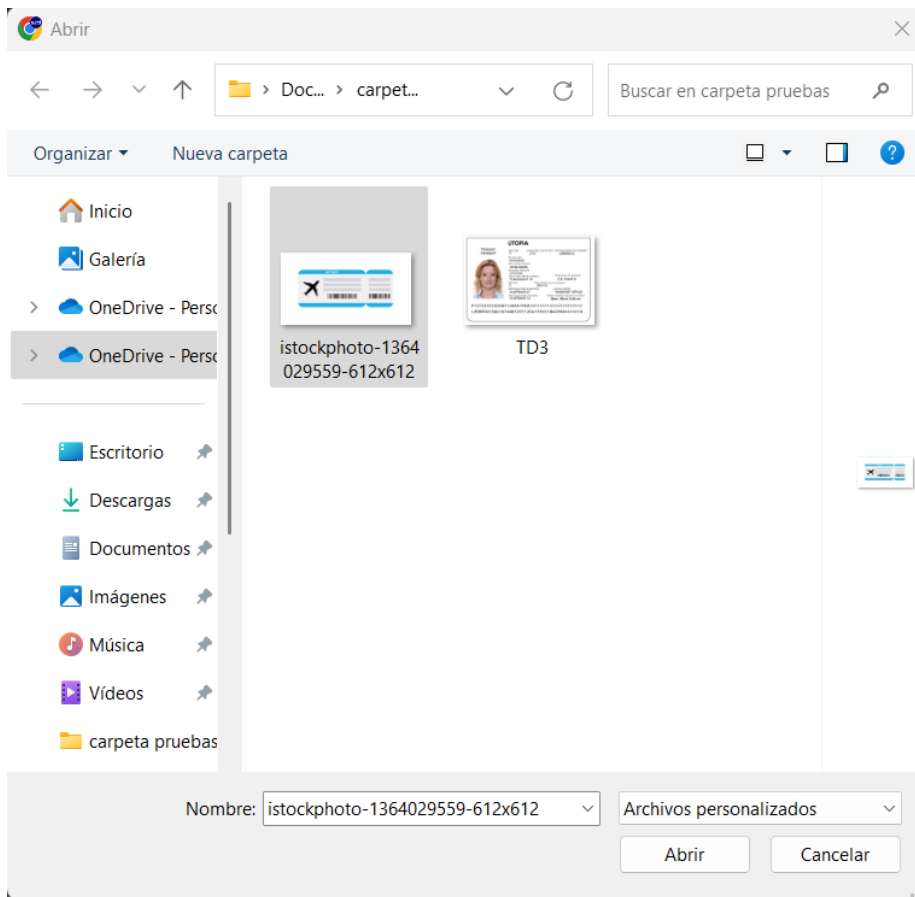 Abrir
Doc... > carpet...
Buscar en carpeta pruebas
Organizar
Nueva carpeta
?
Inicio
Galería
OneDrive - Perso
OneDrive - Perso
Escritorio
Descargas
Documentos
Imágenes
Música
Vídeos
carpeta pruebas
UTOPIA
istockphoto-1364
029559-612x612
TD3
Nombre:
istockphoto-1364029559-612x612
Archivos personalizados
Abrir
Cancelar